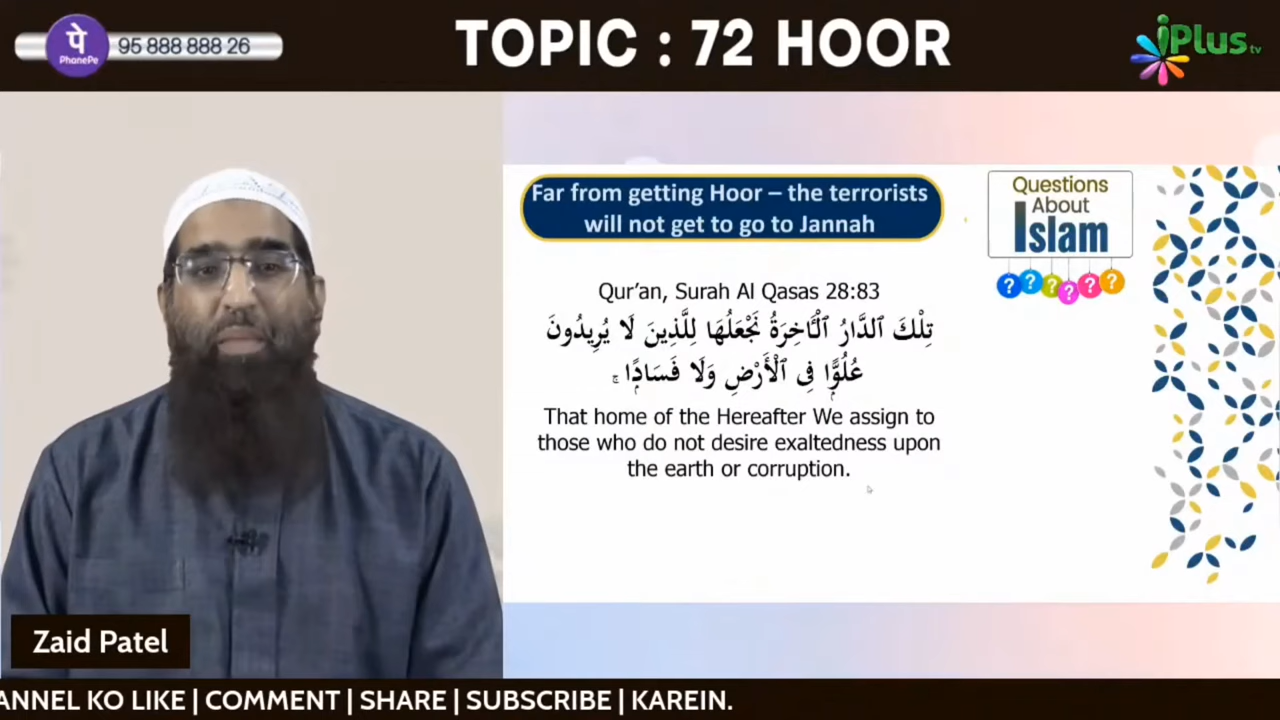 पे
PhonePe
95 888 888 26
TOPIC : 72 HOOR
iPlus tv
Far from getting Hoor – the terrorists
will not get to go to Jannah
Questions
About
Islam
? ? ? ? ? ?
Qur’an, Surah Al Qasas 28:83
تِلْكَ ٱلدَّارُ ٱلْـَٔاخِرَةُ نَجْعَلُهَا لِلَّذِينَ لَا يُرِيدُونَ
عُلُوًّۭا فِى ٱلْأَرْضِ وَلَا فَسَادًۭا ۚ
That home of the Hereafter We assign to
those who do not desire exaltedness upon
the earth or corruption.
Zaid Patel
ANNEL KO LIKE | COMMENT | SHARE | SUBSCRIBE | KAREIN.